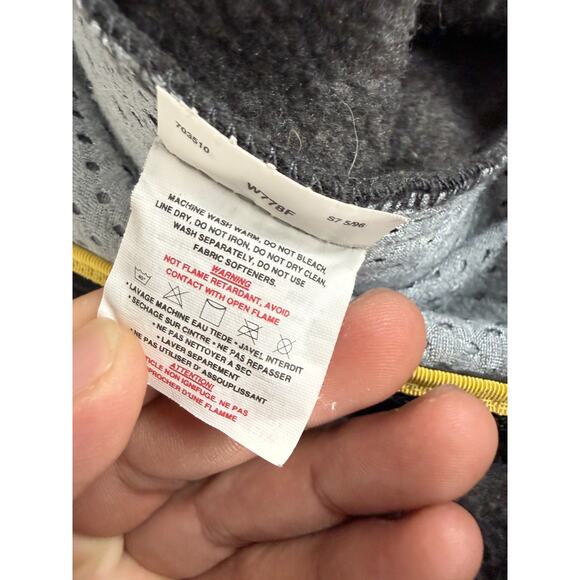 703510 W778F S7 5/96
MACHINE WASH WARM, DO NOT BLEACH,
LINE DRY, DO NOT IRON, DO NOT DRY CLEAN.
WASH SEPARATELY, DO NOT USE
FABRIC SOFTENERS.
WARNING
NOT FLAME RETARDANT, AVOID
CONTACT WITH OPEN FLAME
• LAVAGE MACHINE EAU TIEDE • JAVEL INTERDIT
• SECHAGE SUR CINTRE • NE PAS REPASSER
• NE PAS NETTOYER A SEC
• LAVER SEPAREMENT
• NE PAS UTILISER D'ASSOUPLISSANT
ATTENTION!
TICLE NON IGNIFUGE. NE PAS
PROCHER D'UNE FLAMME